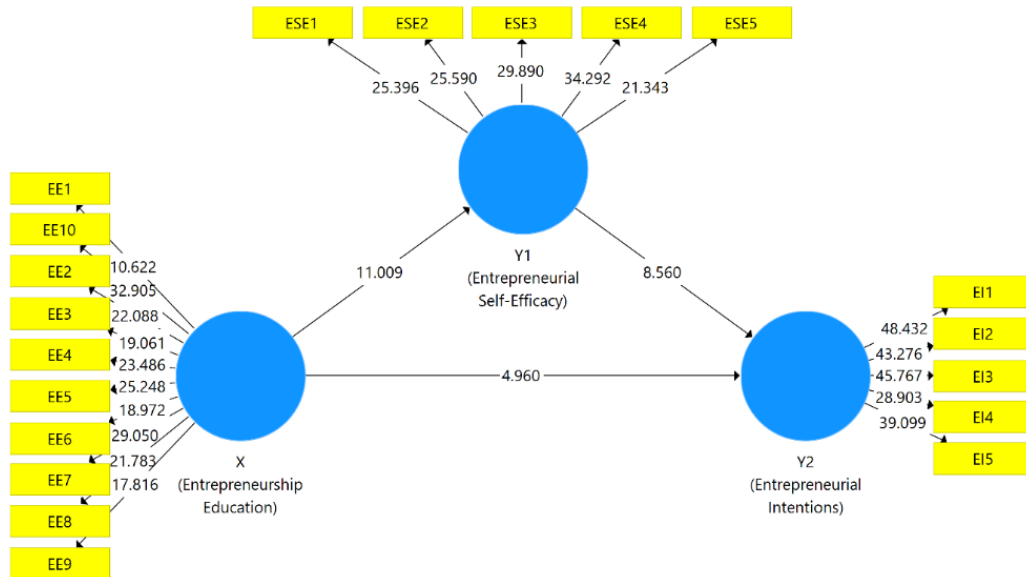 ESE1
ESE2
ESE3
ESE4
ESE5
25.396
25.590
29.890
34.292
21.343
Y1
(Entrepreneurial
Self-Efficacy)
11.009
8.560
4.960
EE1
EE10
EE2
EE3
EE4
EE5
EE6
EE7
EE8
EE9
10.622
32.905
22.088
19.061
23.486
25.248
18.972
29.050
21.783
17.816
X
(Entrepreneurship
Education)
Y2
(Entrepreneurial
Intentions)
48.432
43.276
45.767
28.903
39.099
EI1
EI2
EI3
EI4
EI5